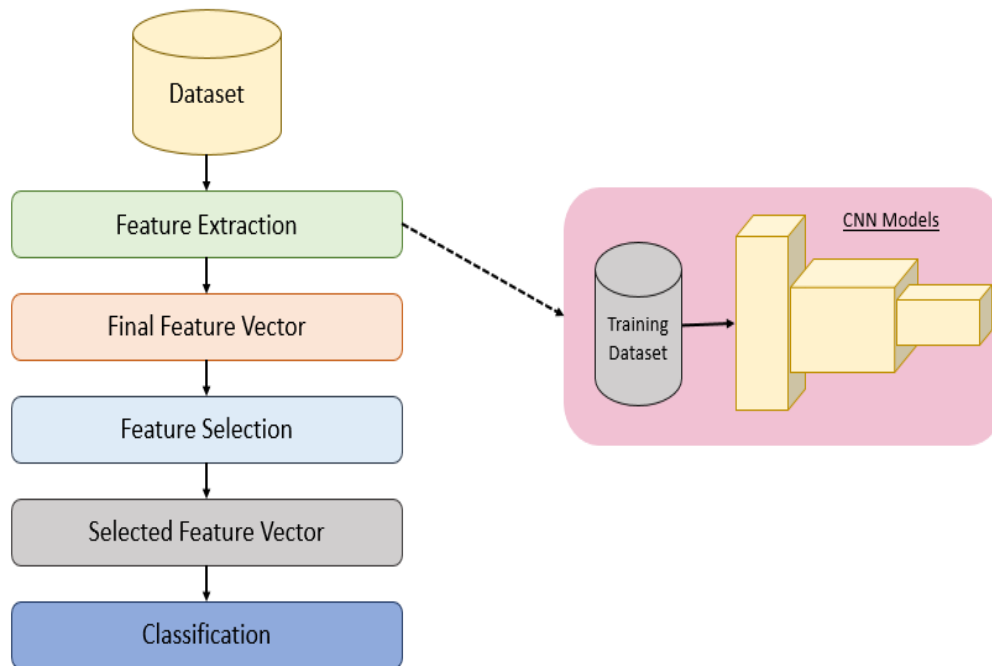 Dataset
Feature Extraction
Final Feature Vector
Feature Selection
Selected Feature Vector
Classification
CNN Models
Training
Dataset